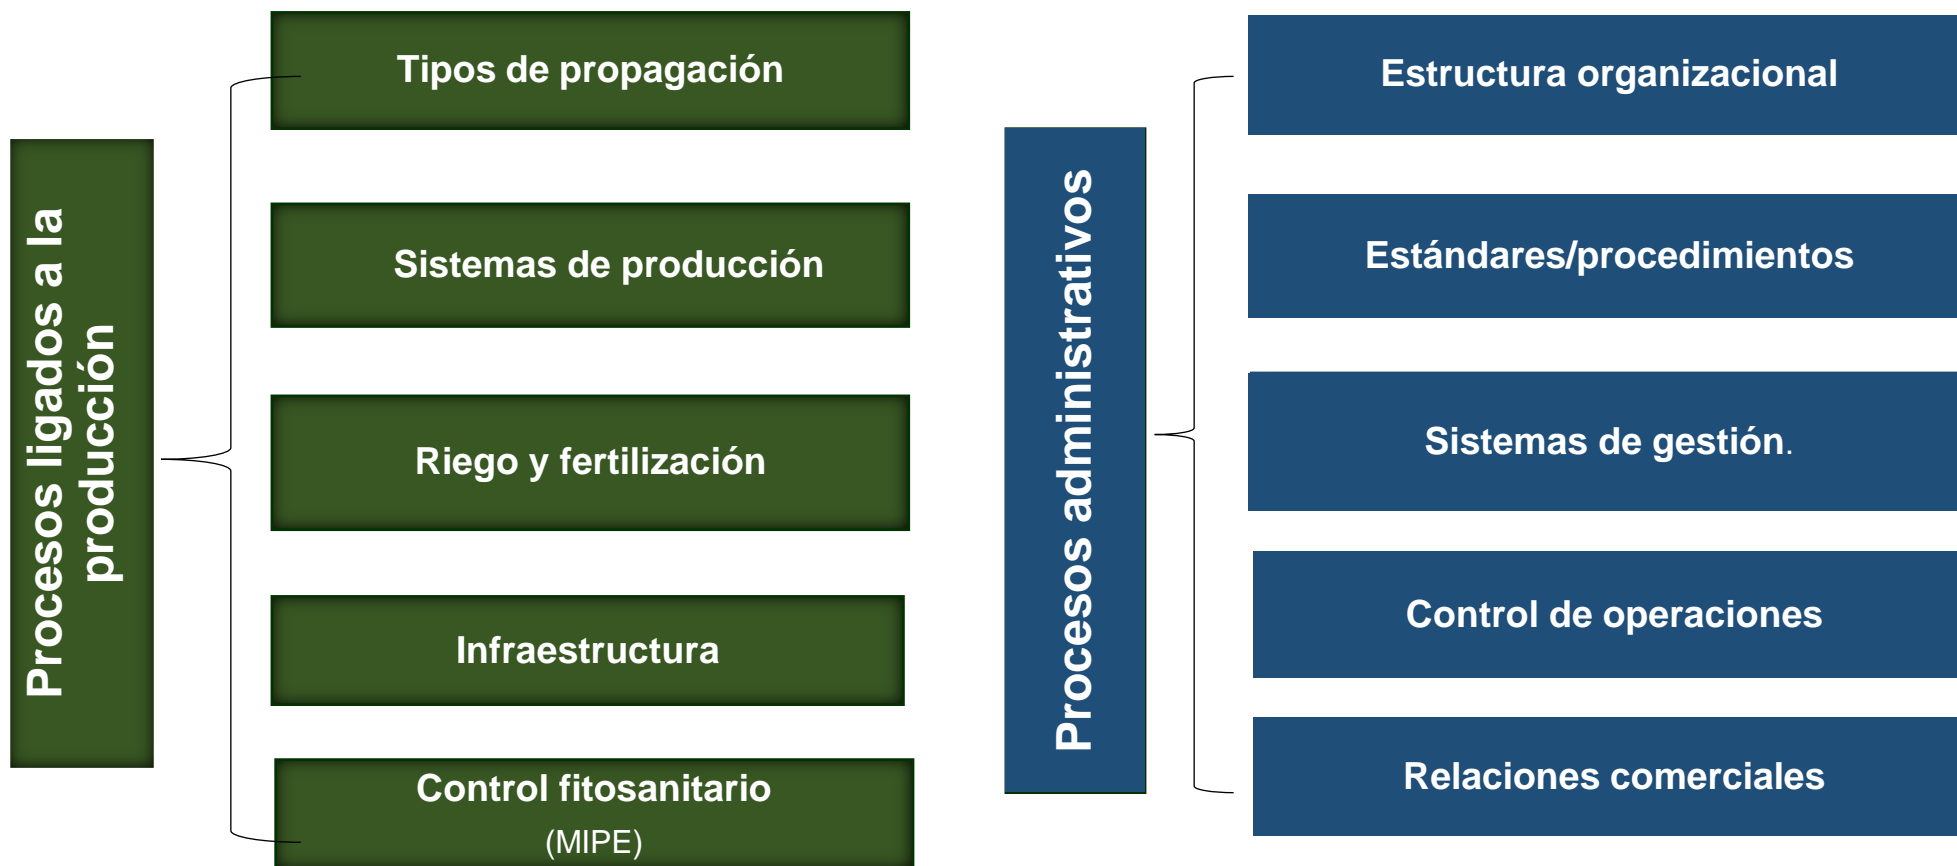 Procesos ligados a la
producción
Tipos de propagación
Sistemas de producción
Riego y fertilización
Infraestructura
Control fitosanitario
(MIPE)
Procesos administrativos
Estructura organizacional
Estándares/procedimientos
Sistemas de gestión.
Control de operaciones
Relaciones comerciales